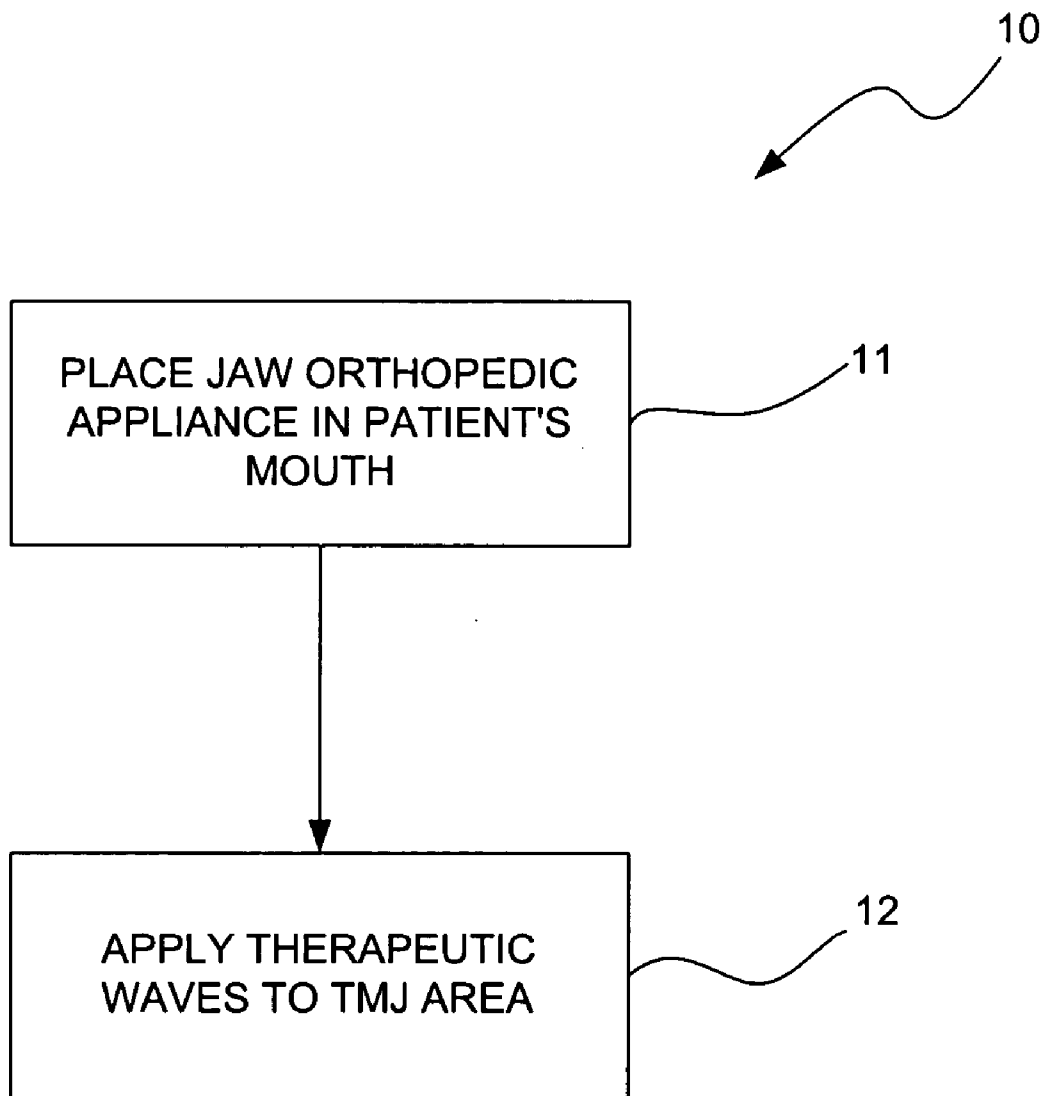 10
PLACE JAW ORTHOPEDIC
APPLIANCE IN PATIENT'S
MOUTH
11
APPLY THERAPEUTIC
WAVES TO TMJ AREA
12